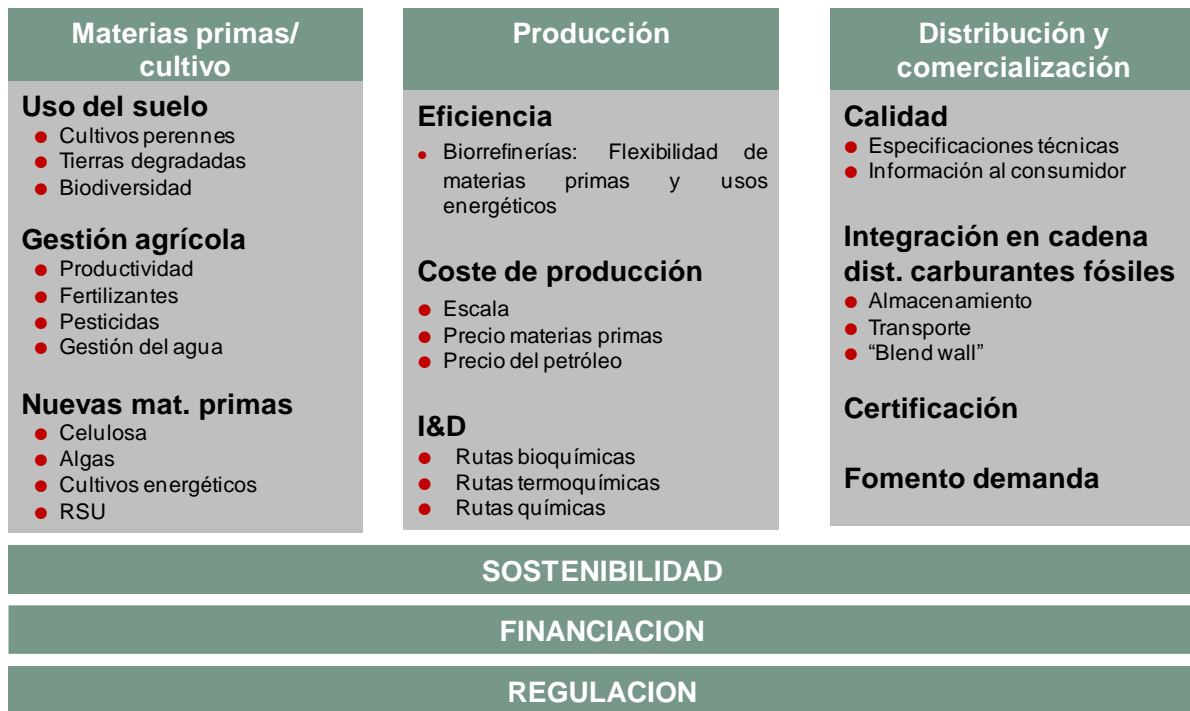 Materias primas/
cultivo
Uso del suelo
Cultivos perennes
Tierras degradadas
Biodiversidad
Gestión agrícola
Productividad
Fertilizantes
Pesticidas
Gestión del agua
Nuevas mat. primas
Celulosa
Algas
Cultivos energéticos
RSU
Producción
Eficiencia
Biorrefinerías: Flexibilidad de
materias primas y usos
energéticos
Coste de producción
Escala
Precio materias primas
Precio del petróleo
I&D
Rutas bioquímicas
Rutas termoquímicas
Rutas químicas
Distribución y
comercialización
Calidad
Especificaciones técnicas
Información al consumidor
Integración en cadena
dist. carburantes fósiles
Almacenamiento
Transporte
“Blend wall”
Certificación
Fomento demanda
SOSTENIBILIDAD
FINANCIACION
REGULACION